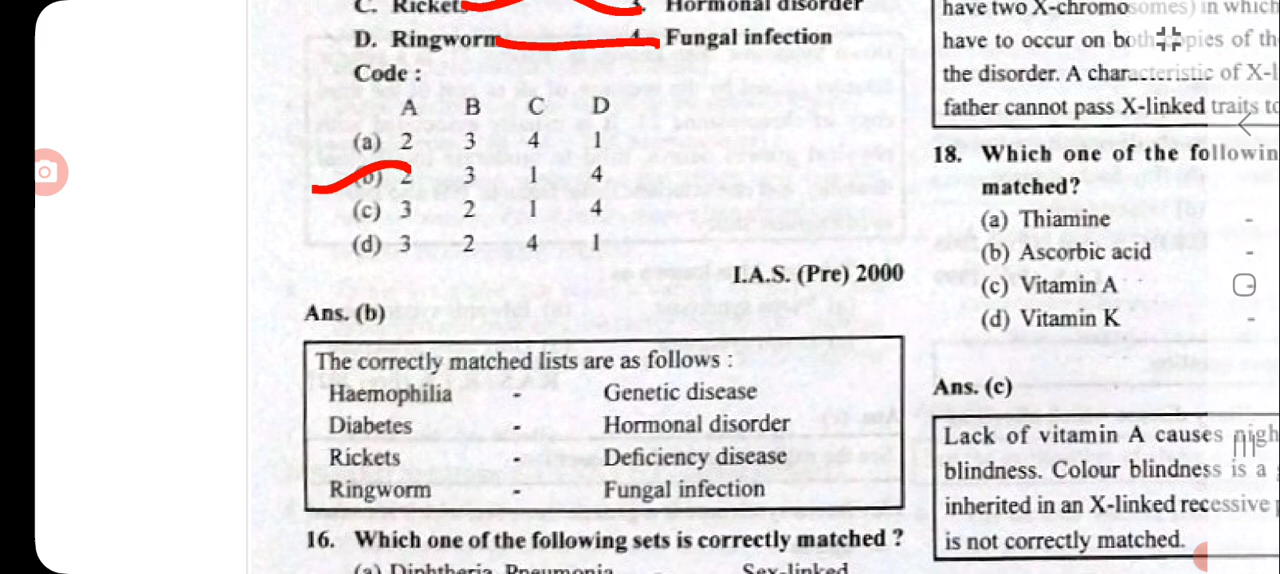 C. Rickets 3. Hormonal disorder
D. Ringworm 4. Fungal infection
Code :
A B C D
(a) 2 3 4 1
(b) 2 3 1 4
(c) 3 2 1 4
(d) 3 2 4 1
I.A.S. (Pre) 2000
Ans. (b)
The correctly matched lists are as follows :
Haemophilia - Genetic disease
Diabetes - Hormonal disorder
Rickets - Deficiency disease
Ringworm - Fungal infection
16. Which one of the following sets is correctly matched ?
(a) Diphtheria, Pneumonia - Sex-linked
have two X-chromosomes) in which
have to occur on both copies of th
the disorder. A characteristic of X-l
father cannot pass X-linked traits to
18. Which one of the followin
matched?
(a) Thiamine -
(b) Ascorbic acid -
(c) Vitamin A
(d) Vitamin K -
Ans. (c)
Lack of vitamin A causes nigh
blindness. Colour blindness is a
inherited in an X-linked recessive
is not correctly matched.